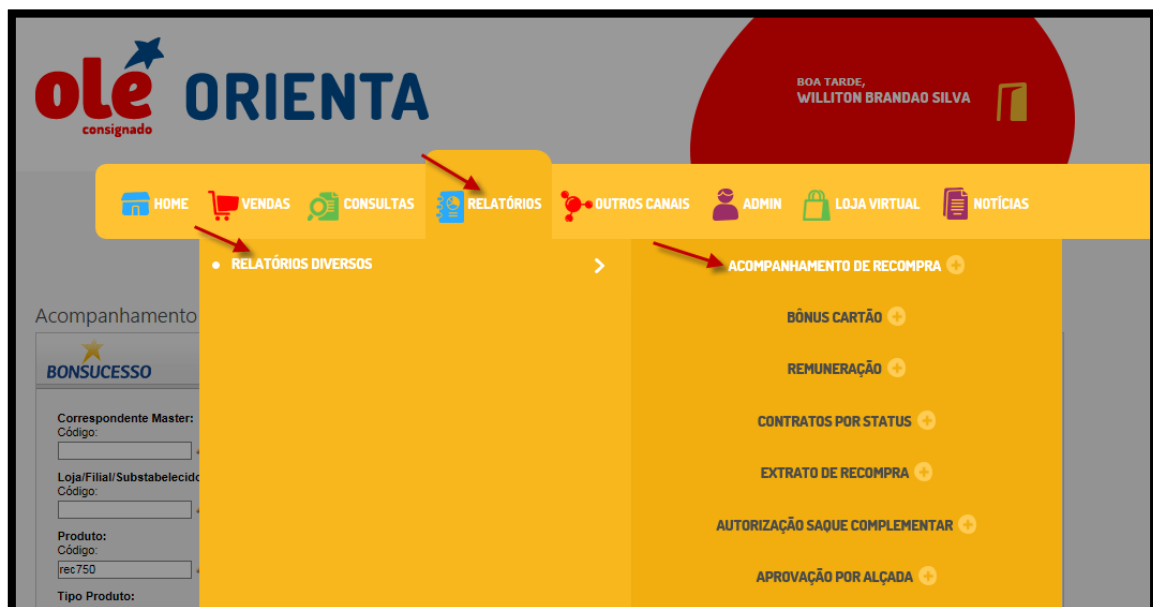 olé ORIENTA
consignado
BOA TARDE,
WILLITON BRANDAO SILVA
HOME VENDAS CONSULTAS RELATÓRIOS OUTROS CANAIS ADMIN LOJA VIRTUAL NOTÍCIAS
RELATÓRIOS DIVERSOS
ACOMPANHAMENTO DE RECOMPRA
BÔNUS CARTÃO
REMUNERAÇÃO
CONTRATOS POR STATUS
EXTRATO DE RECOMPRA
AUTORIZAÇÃO SAQUE COMPLEMENTAR
APROVAÇÃO POR ALÇADA
Acompanhamento
BONSUCESSO
Correspondente Master:
Código:
Loja/Filial/Substabelecido
Código:
Produto:
Código:
rec750
Tipo Produto: